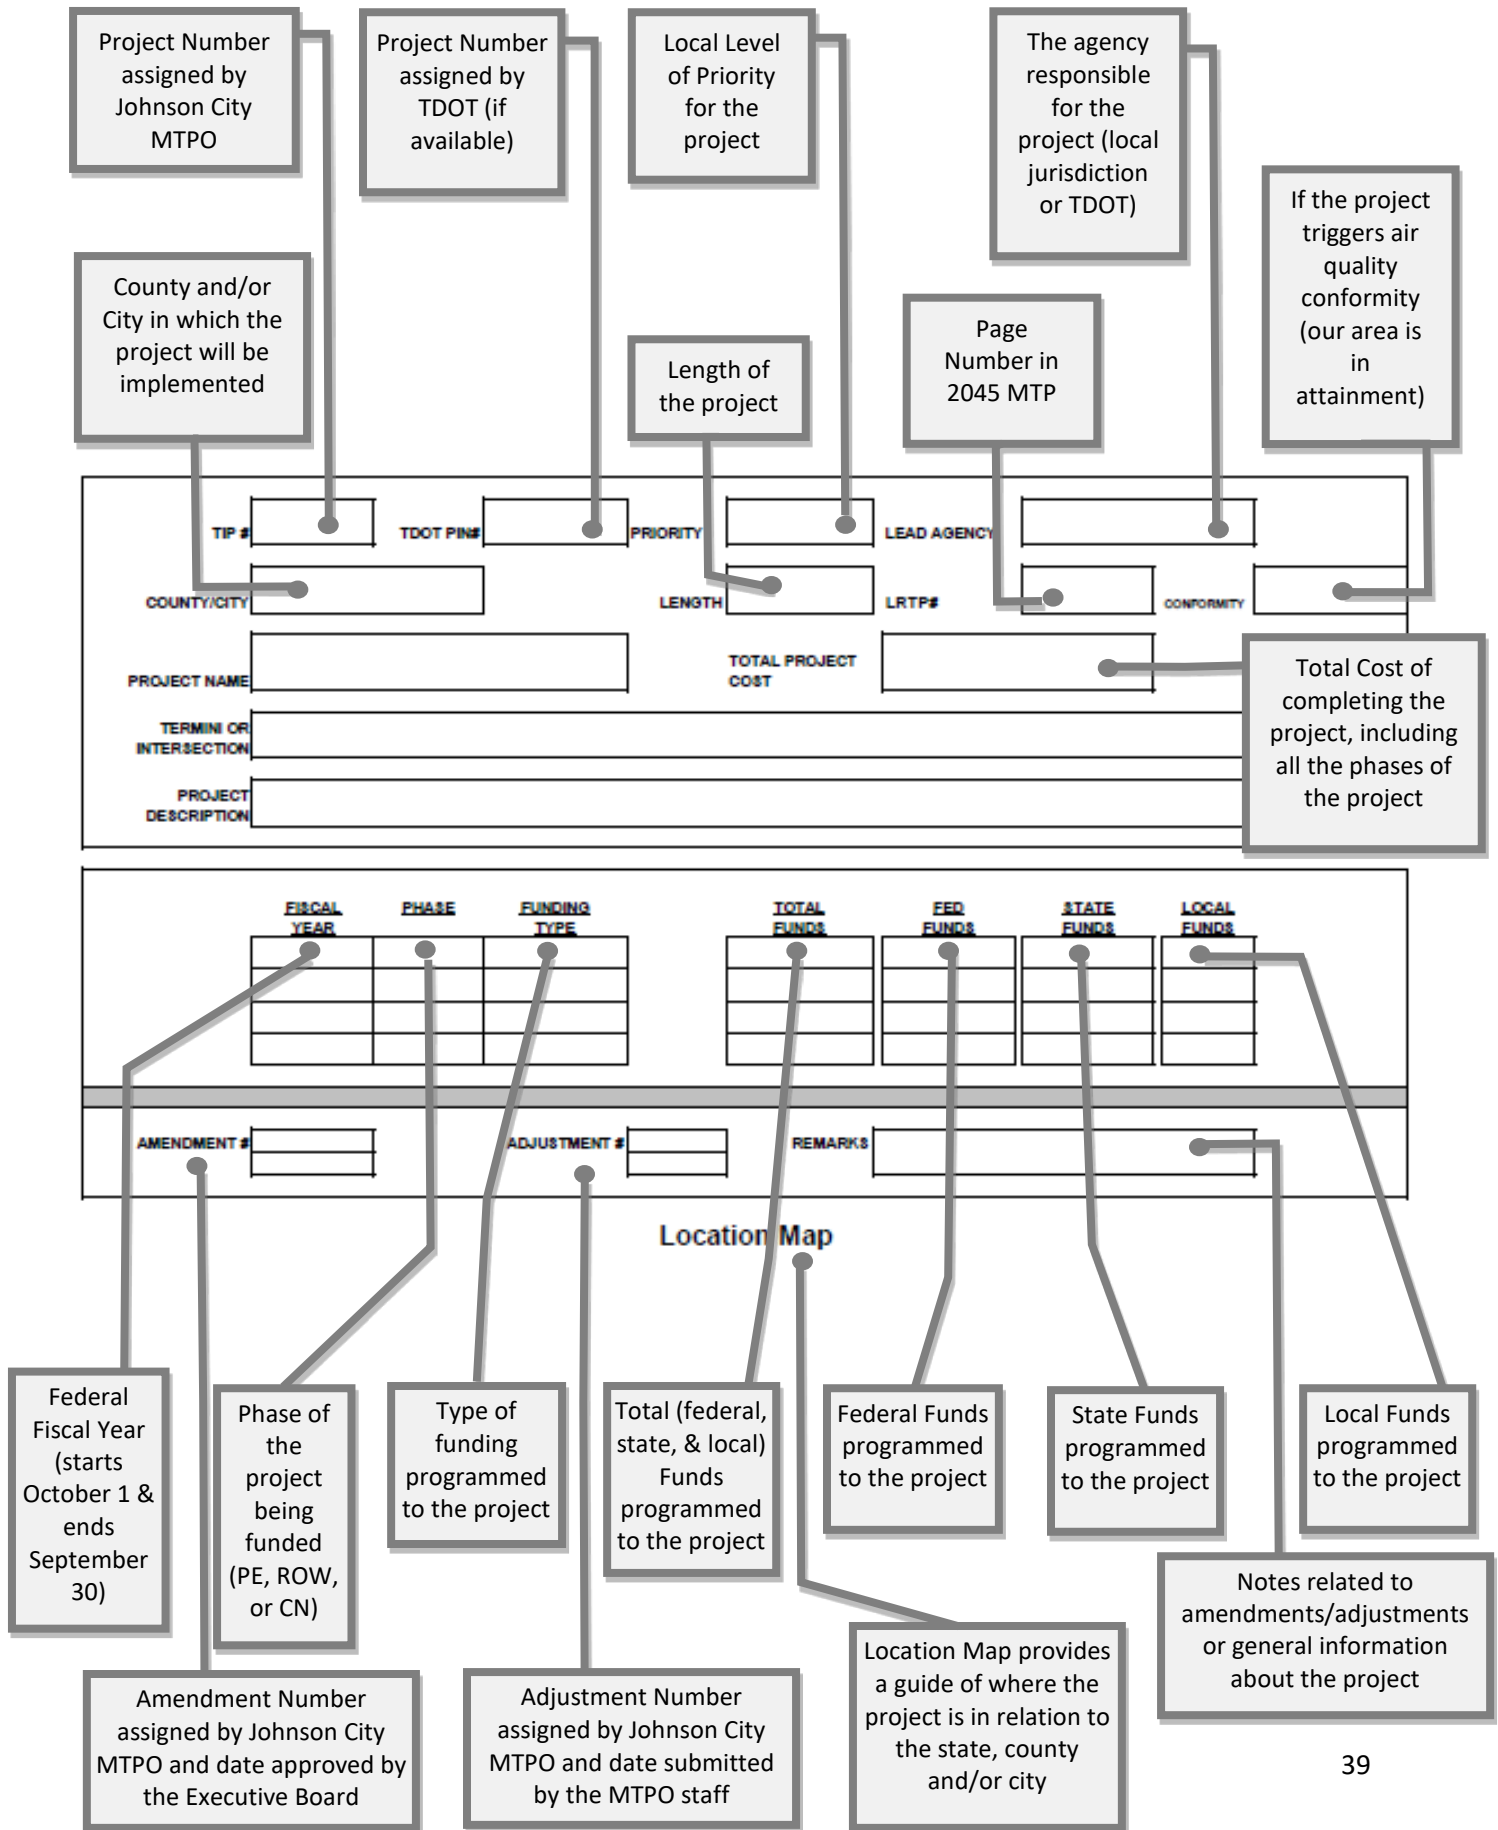 Project Number
assigned by
Johnson City
MTPO
Project Number
assigned by
TDOT (if
available)
Local Level
of Priority
for the
project
The agency
responsible
for the
project (local
jurisdiction
or TDOT)
If the project
triggers air
quality
conformity
(our area is
in
attainment)
County and/or
City in which the
project will be
implemented
Length of
the project
Page
Number in
2045 MTP
TIP #
TDOT PIN#
PRIORITY
LEAD AGENCY
COUNTY/CITY
LENGTH
LRTP#
CONFORMITY
PROJECT NAME
TOTAL PROJECT
COST
Total Cost of
completing the
project, including
all the phases of
the project
TERMINI OR
INTERSECTION
PROJECT
DESCRIPTION
FISCAL
YEAR
PHASE
FUNDING
TYPE
TOTAL
FUNDS
FED
FUNDS
STATE
FUNDS
LOCAL
FUNDS
AMENDMENT #
ADJUSTMENT #
REMARKS
Location Map
Federal
Fiscal Year
(starts
October 1 &
ends
September
30)
Phase of
the
project
being
funded
(PE, ROW,
or CN)
Type of
funding
programmed
to the project
Total (federal,
state, & local)
Funds
programmed
to the project
Federal Funds
programmed
to the project
State Funds
programmed
to the project
Local Funds
programmed
to the project
Notes related to
amendments/adjustments
or general information
about the project
Amendment Number
assigned by Johnson City
MTPO and date approved by
the Executive Board
Adjustment Number
assigned by Johnson City
MTPO and date submitted
by the MTPO staff
Location Map provides
a guide of where the
project is in relation to
the state, county
and/or city
39